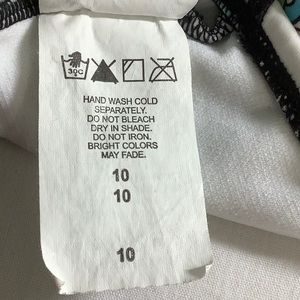 30C
HAND WASH COLD
SEPARATELY.
DO NOT BLEACH
DRY IN SHADE.
DO NOT IRON.
BRIGHT COLORS
MAY FADE.
10
10
10